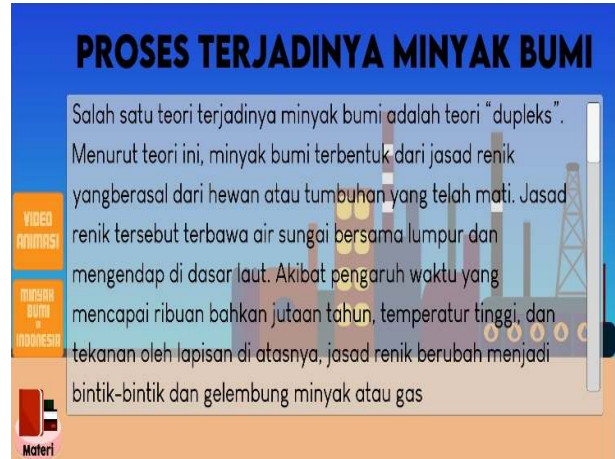 PROSES TERJADINYA MINYAK BUMI
Salah satu teori terjadinya minyak bumi adalah teori “dupleks”.
Menurut teori ini, minyak bumi terbentuk dari jasad renik
yangberasal dari hewan atau tumbuhan yang telah mati. Jasad
renik tersebut terbawa air sungai bersama lumpur dan
mengendap di dasar laut. Akibat pengaruh waktu yang
mencapai ribuan bahkan jutaan tahun, temperatur tinggi, dan
tekanan oleh lapisan di atasnya, jasad renik berubah menjadi
bintik-bintik dan gelembung minyak atau gas
VIDEO
ANIMASI
MINYAK
BUMI
DI
INDONESIA
Materi